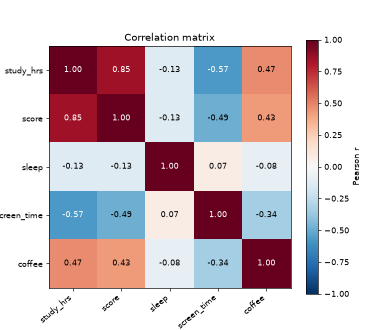 Correlation matrix
study_hrs 1.00 0.85 -0.13 -0.57 0.47
score 0.85 1.00 -0.13 -0.49 0.43
sleep -0.13 -0.13 1.00 0.07 -0.08
creen_time -0.57 -0.49 0.07 1.00 -0.34
coffee 0.47 0.43 -0.08 -0.34 1.00
study_hrs score sleep screen_time coffee
1.00
0.75
0.50
0.25
0.00
−0.25
−0.50
−0.75
−1.00
Pearson r